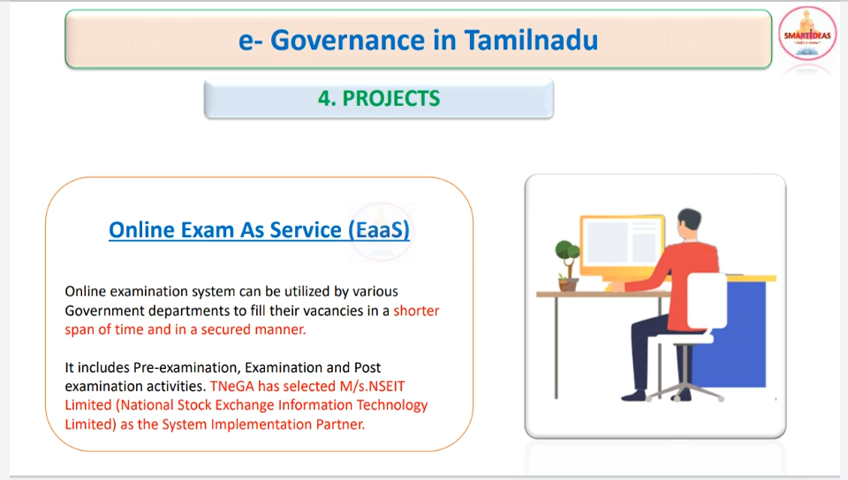 e- Governance in Tamilnadu
SMARTIDEAS
4. PROJECTS
Online Exam As Service (EaaS)
Online examination system can be utilized by various
Government departments to fill their vacancies in a shorter
span of time and in a secured manner.
It includes Pre-examination, Examination and Post
examination activities. TNeGA has selected M/s.NSEIT
Limited (National Stock Exchange Information Technology
Limited) as the System Implementation Partner.